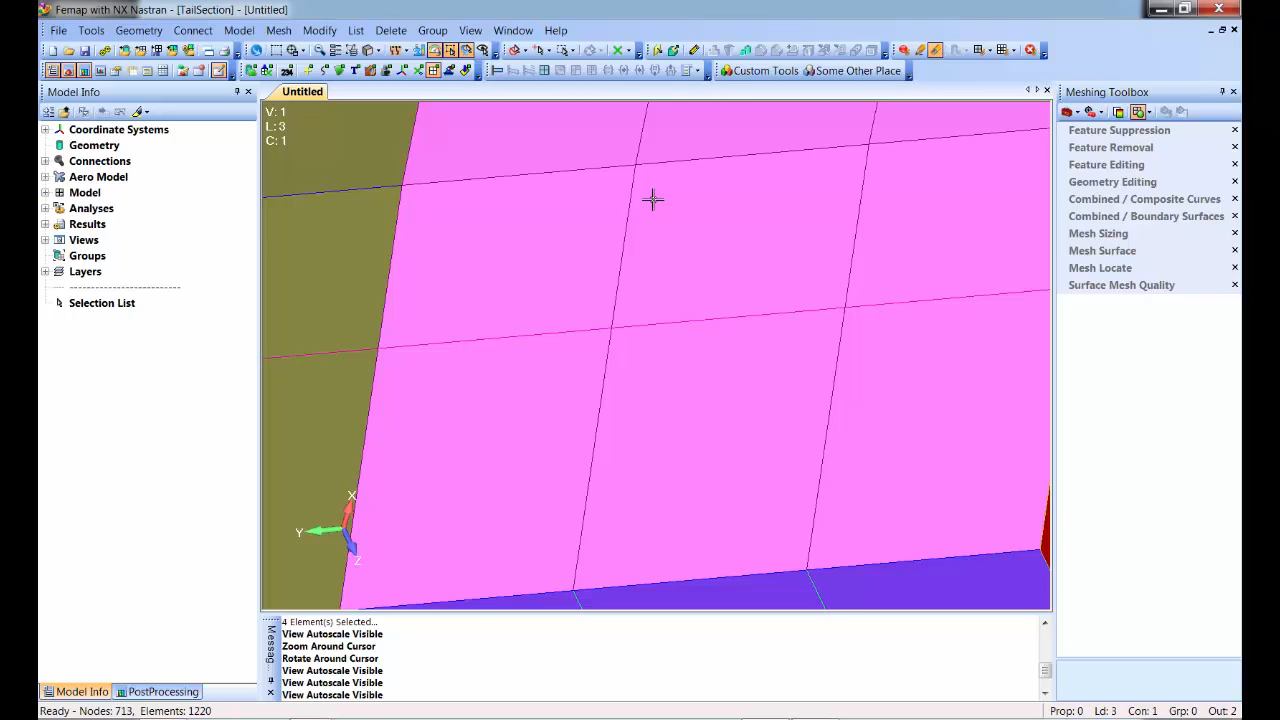 Femap with NX Nastran - [TailSection] - [Untitled]
File Tools Geometry Connect Model Mesh Modify List Delete Group View Window Help
Custom Tools Some Other Place
Model Info
Untitled
Meshing Toolbox
Coordinate Systems
Geometry
Connections
Aero Model
Model
Analyses
Results
Views
Groups
Layers
Selection List
V: 1
L: 3
C: 1
X
Y
Z
Feature Suppression
Feature Removal
Feature Editing
Geometry Editing
Combined / Composite Curves
Combined / Boundary Surfaces
Mesh Sizing
Mesh Surface
Mesh Locate
Surface Mesh Quality
Messag
4 Element(s) Selected...
View Autoscale Visible
Zoom Around Cursor
Rotate Around Cursor
View Autoscale Visible
View Autoscale Visible
View Autoscale Visible
Model Info PostProcessing
Ready - Nodes: 713, Elements: 1220
Prop: 0 Ld: 3 Con: 1 Grp: 0 Out: 2